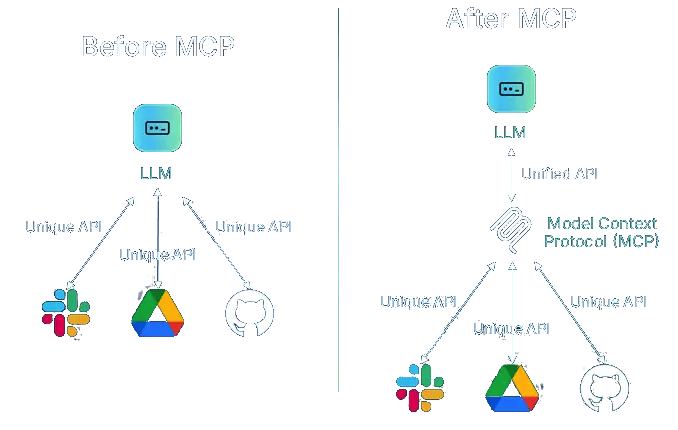 Before MCP
LLM
Unique API
Unique API
Unique API
After MCP
LLM
Unified API
Model Context
Protocol (MCP)
Unique API
Unique API
Unique API